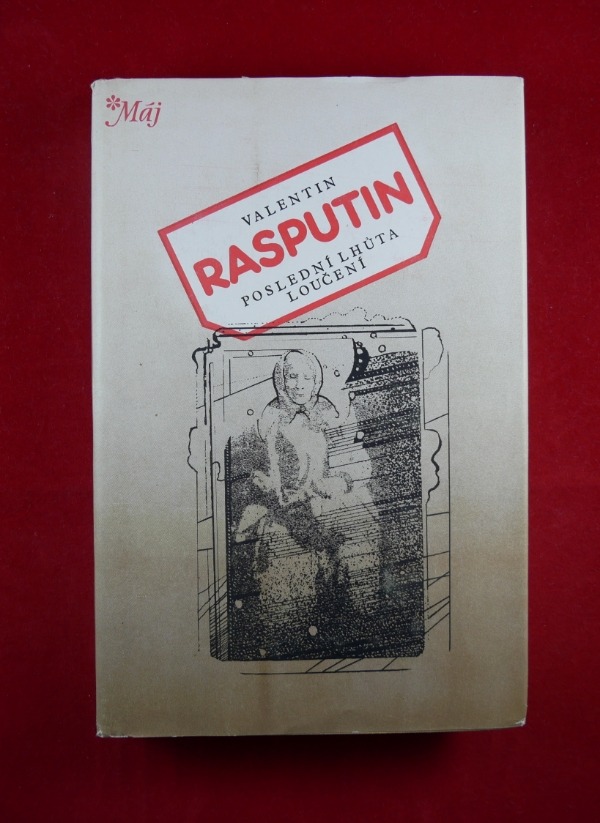 *Máj
VALENTIN
RASPUTIN
POSLEDNÍ LHŮTA
LOUČENÍ